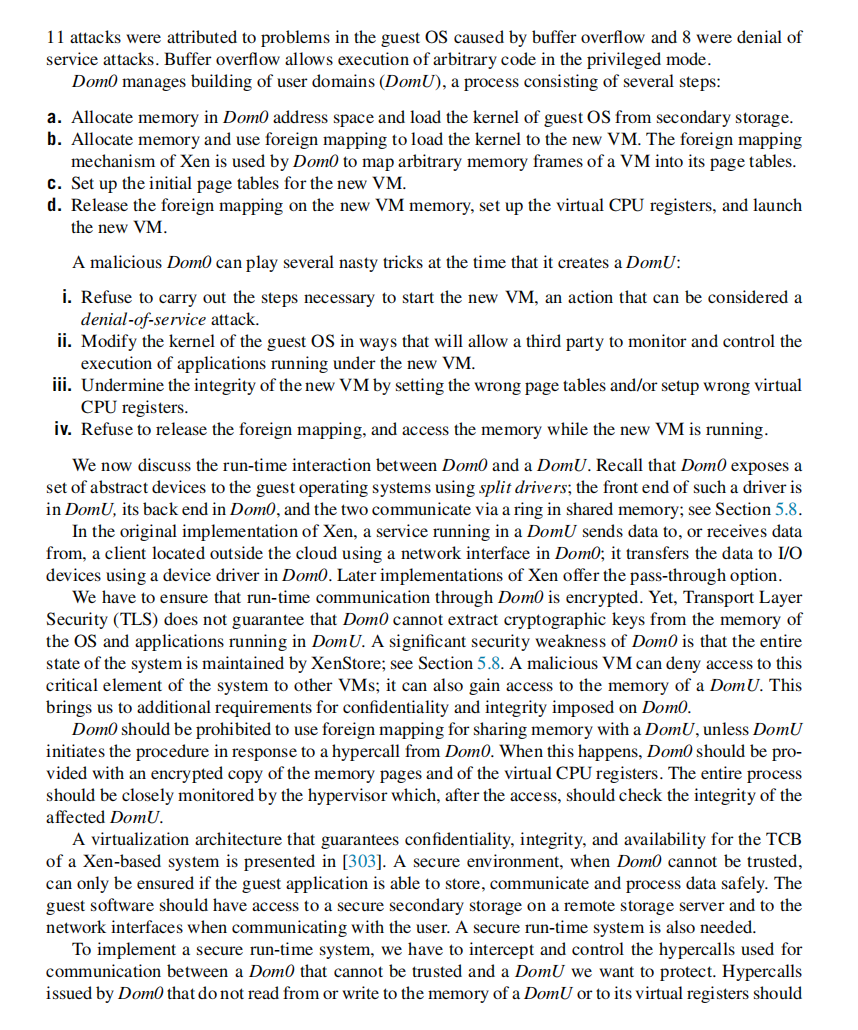 11 attacks were attributed to problems in the guest OS caused by buffer overflow and 8 were denial of
service attacks. Buffer overflow allows execution of arbitrary code in the privileged mode.
Dom0 manages building of user domains (DomU), a process consisting of several steps:
a. Allocate memory in Dom0 address space and load the kernel of guest OS from secondary storage.
b. Allocate memory and use foreign mapping to load the kernel to the new VM. The foreign mapping
mechanism of Xen is used by Dom0 to map arbitrary memory frames of a VM into its page tables.
c. Set up the initial page tables for the new VM.
d. Release the foreign mapping on the new VM memory, set up the virtual CPU registers, and launch
the new VM.
A malicious Dom0 can play several nasty tricks at the time that it creates a DomU:
i. Refuse to carry out the steps necessary to start the new VM, an action that can be considered a
denial-of-service attack.
ii. Modify the kernel of the guest OS in ways that will allow a third party to monitor and control the
execution of applications running under the new VM.
iii. Undermine the integrity of the new VM by setting the wrong page tables and/or setup wrong virtual
CPU registers.
iv. Refuse to release the foreign mapping, and access the memory while the new VM is running.
We now discuss the run-time interaction between Dom0 and a DomU. Recall that Dom0 exposes a
set of abstract devices to the guest operating systems using split drivers; the front end of such a driver is
in DomU, its back end in Dom0, and the two communicate via a ring in shared memory; see Section 5.8.
In the original implementation of Xen, a service running in a DomU sends data to, or receives data
from, a client located outside the cloud using a network interface in Dom0; it transfers the data to I/O
devices using a device driver in Dom0. Later implementations of Xen offer the pass-through option.
We have to ensure that run-time communication through Dom0 is encrypted. Yet, Transport Layer
Security (TLS) does not guarantee that Dom0 cannot extract cryptographic keys from the memory of
the OS and applications running in DomU. A significant security weakness of Dom0 is that the entire
state of the system is maintained by XenStore; see Section 5.8. A malicious VM can deny access to this
critical element of the system to other VMs; it can also gain access to the memory of a DomU. This
brings us to additional requirements for confidentiality and integrity imposed on Dom0.
Dom0 should be prohibited to use foreign mapping for sharing memory with a DomU, unless DomU
initiates the procedure in response to a hypercall from Dom0. When this happens, Dom0 should be pro-
vided with an encrypted copy of the memory pages and of the virtual CPU registers. The entire process
should be closely monitored by the hypervisor which, after the access, should check the integrity of the
affected DomU.
A virtualization architecture that guarantees confidentiality, integrity, and availability for the TCB
of a Xen-based system is presented in [303]. A secure environment, when Dom0 cannot be trusted,
can only be ensured if the guest application is able to store, communicate and process data safely. The
guest software should have access to a secure secondary storage on a remote storage server and to the
network interfaces when communicating with the user. A secure run-time system is also needed.
To implement a secure run-time system, we have to intercept and control the hypercalls used for
communication between a Dom0 that cannot be trusted and a DomU we want to protect. Hypercalls
issued by Dom0 that do not read from or write to the memory of a DomU or to its virtual registers should